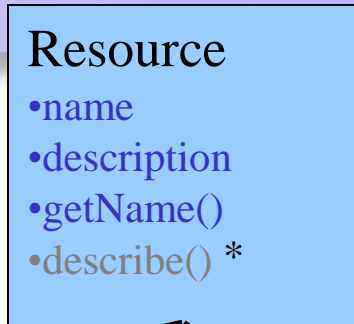 Resource
•name
•description
•getName()
•describe() *